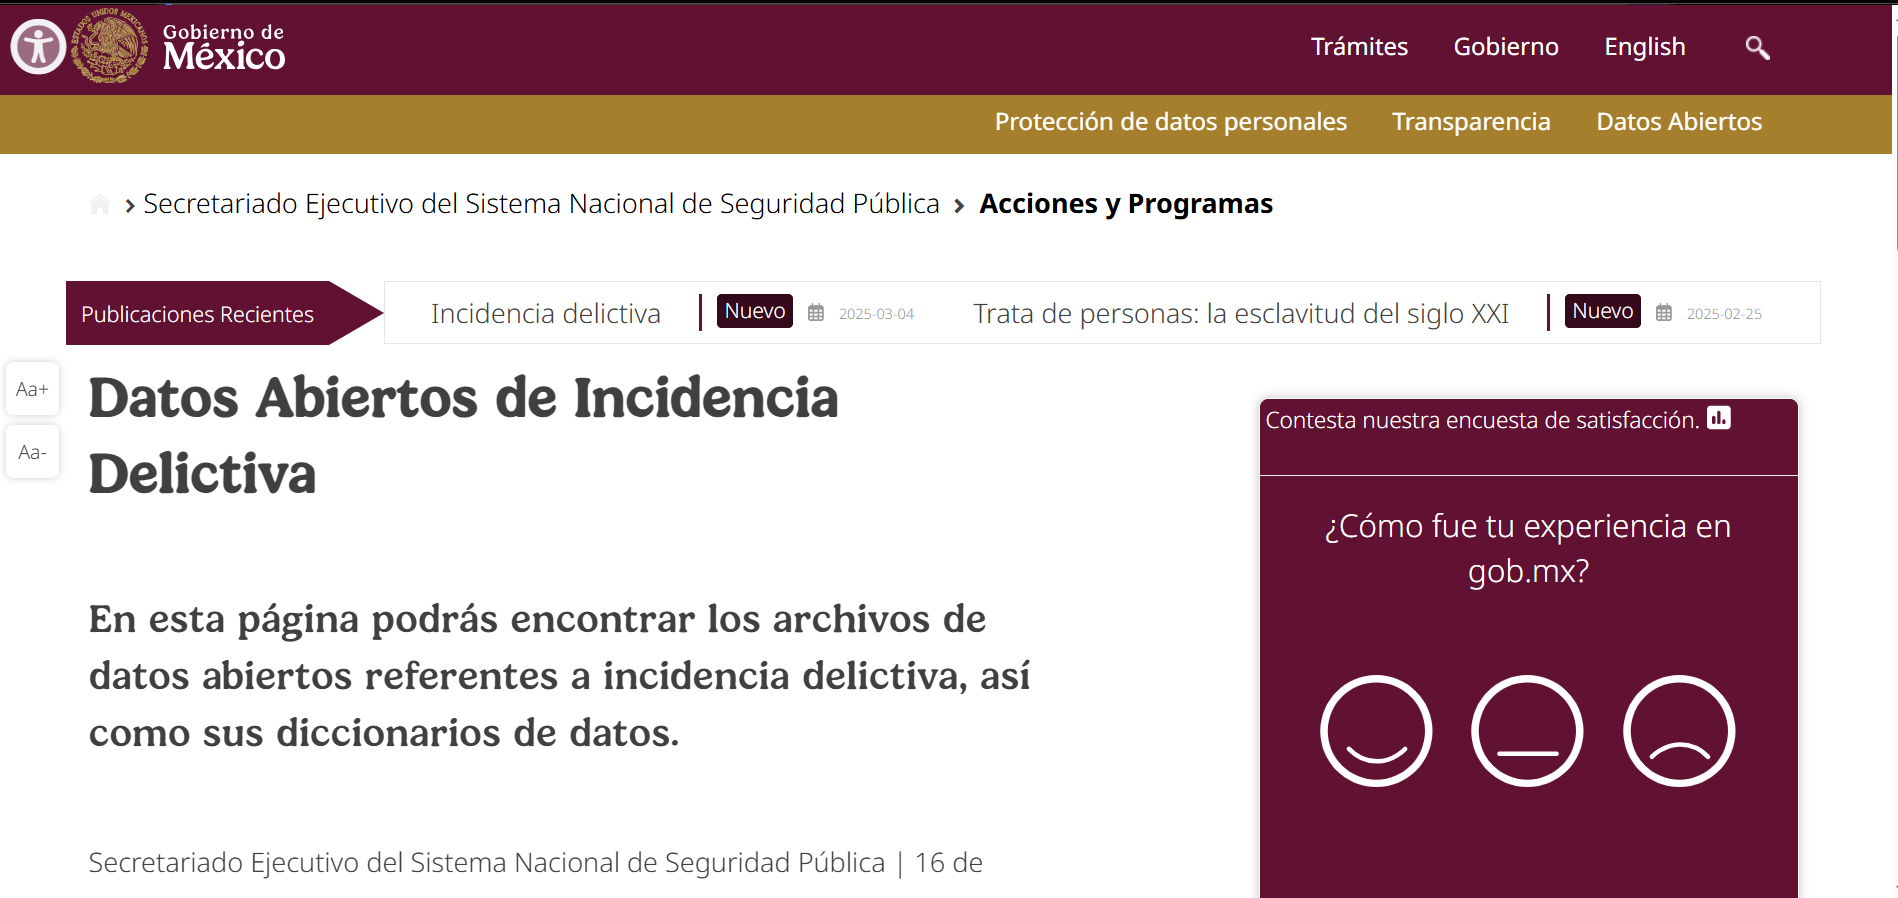 Gobierno de
México
Trámites Gobierno English
Protección de datos personales Transparencia Datos Abiertos
Secretariado Ejecutivo del Sistema Nacional de Seguridad Pública Acciones y Programas
Publicaciones Recientes Incidencia delictiva Nuevo 2025-03-04 Trata de personas: la esclavitud del siglo XXI Nuevo 2025-02-25
Aa+
Aa-
Datos Abiertos de Incidencia
Delictiva
En esta página podrás encontrar los archivos de
datos abiertos referentes a incidencia delictiva, así
como sus diccionarios de datos.
Secretariado Ejecutivo del Sistema Nacional de Seguridad Pública | 16 de
Contesta nuestra encuesta de satisfacción.
¿Cómo fue tu experiencia en
gob.mx?